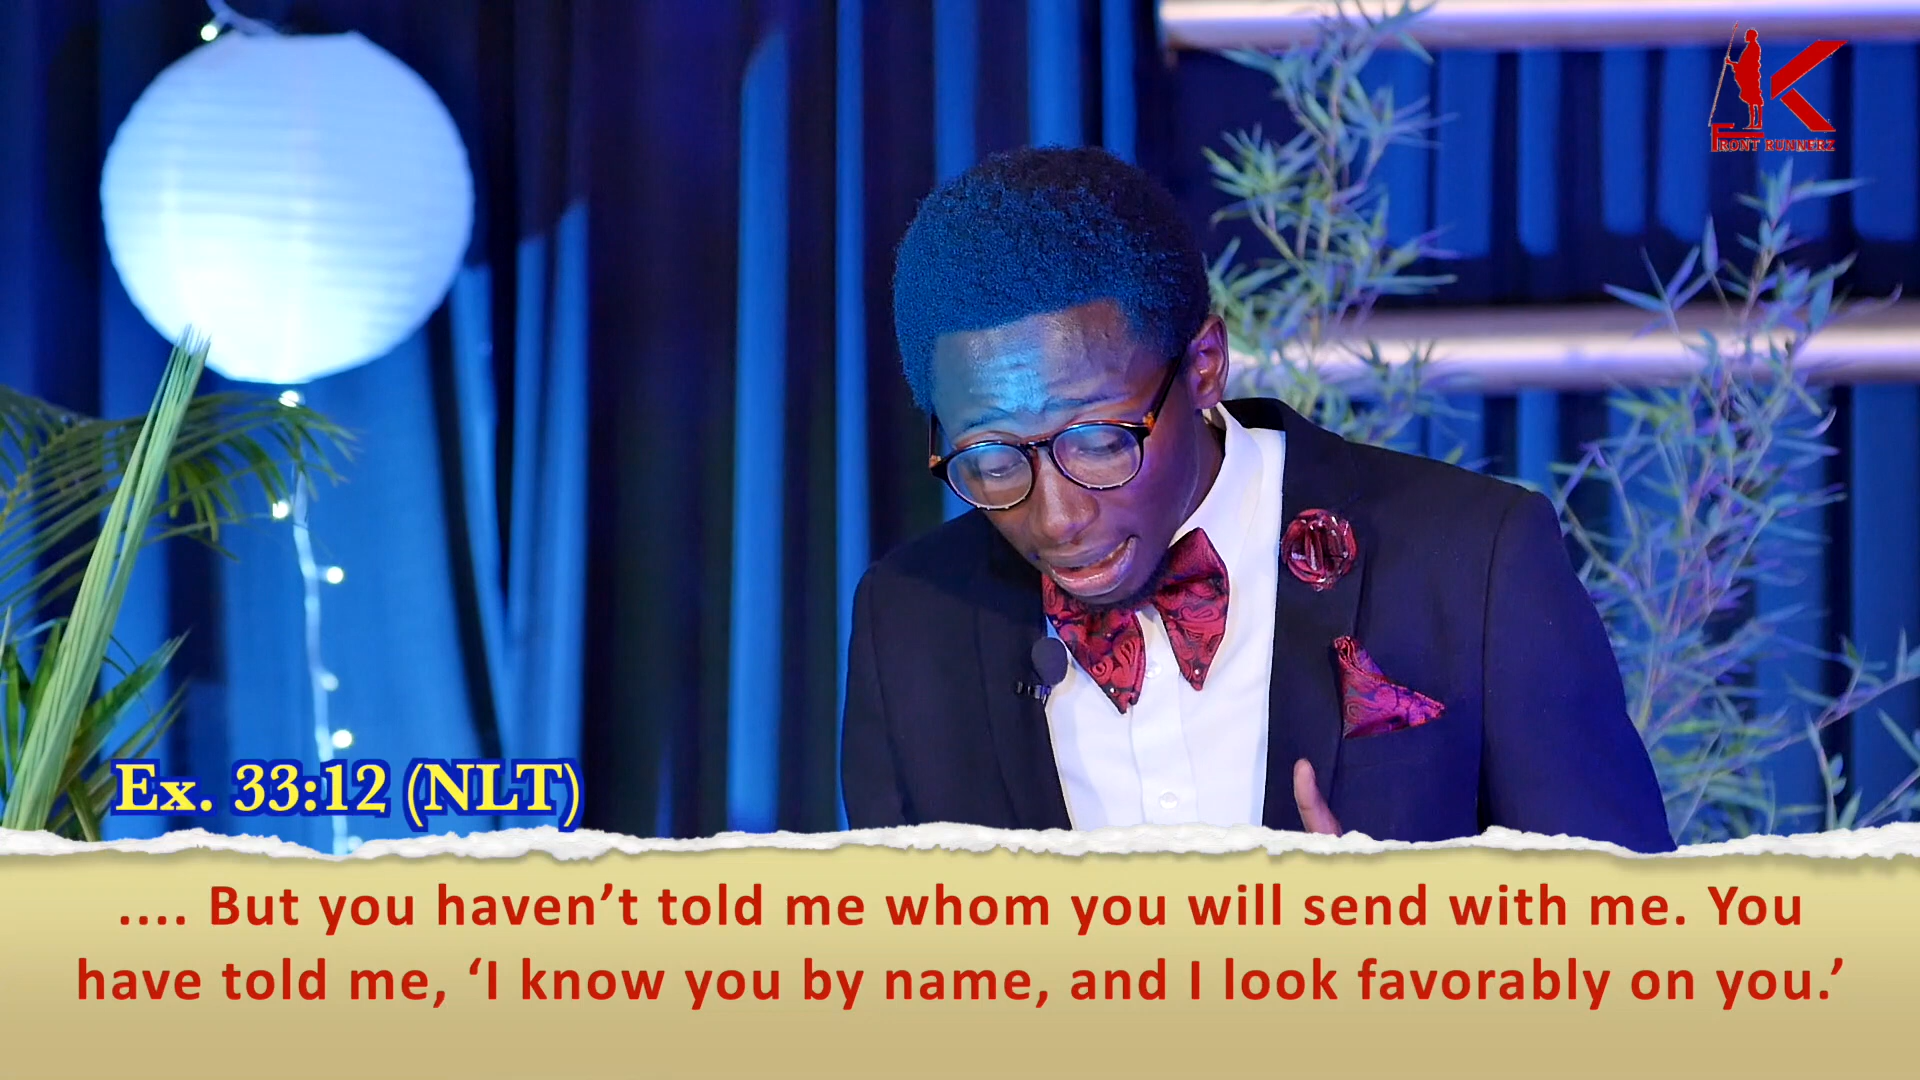 K
FRONT RUNNERZ
Ex. 33:12 (NLT)
.... But you haven’t told me whom you will send with me. You
have told me, ‘I know you by name, and I look favorably on you.’